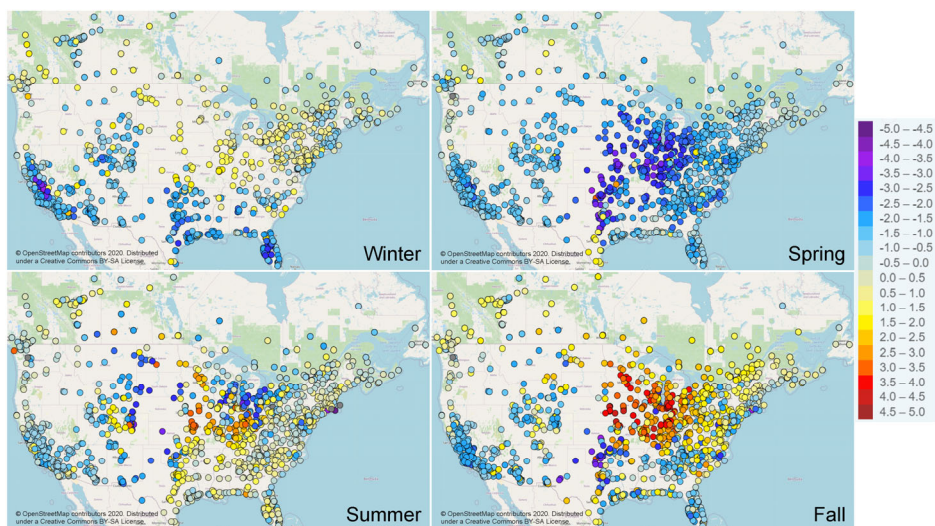 © OpenStreetMap contributors 2020. Distributed
under a Creative Commons BY-SA License.
Winter
© OpenStreetMap contributors 2020. Distributed
under a Creative Commons BY-SA License.
Spring
© OpenStreetMap contributors 2020. Distributed
under a Creative Commons BY-SA License.
Summer
© OpenStreetMap contributors 2020. Distributed
under a Creative Commons BY-SA License.
Fall
-5.0 – -4.5
-4.5 – -4.0
-4.0 – -3.5
-3.5 – -3.0
-3.0 – -2.5
-2.5 – -2.0
-2.0 – -1.5
-1.5 – -1.0
-1.0 – -0.5
-0.5 – 0.0
0.0 – 0.5
0.5 – 1.0
1.0 – 1.5
1.5 – 2.0
2.0 – 2.5
2.5 – 3.0
3.0 – 3.5
3.5 – 4.0
4.0 – 4.5
4.5 – 5.0